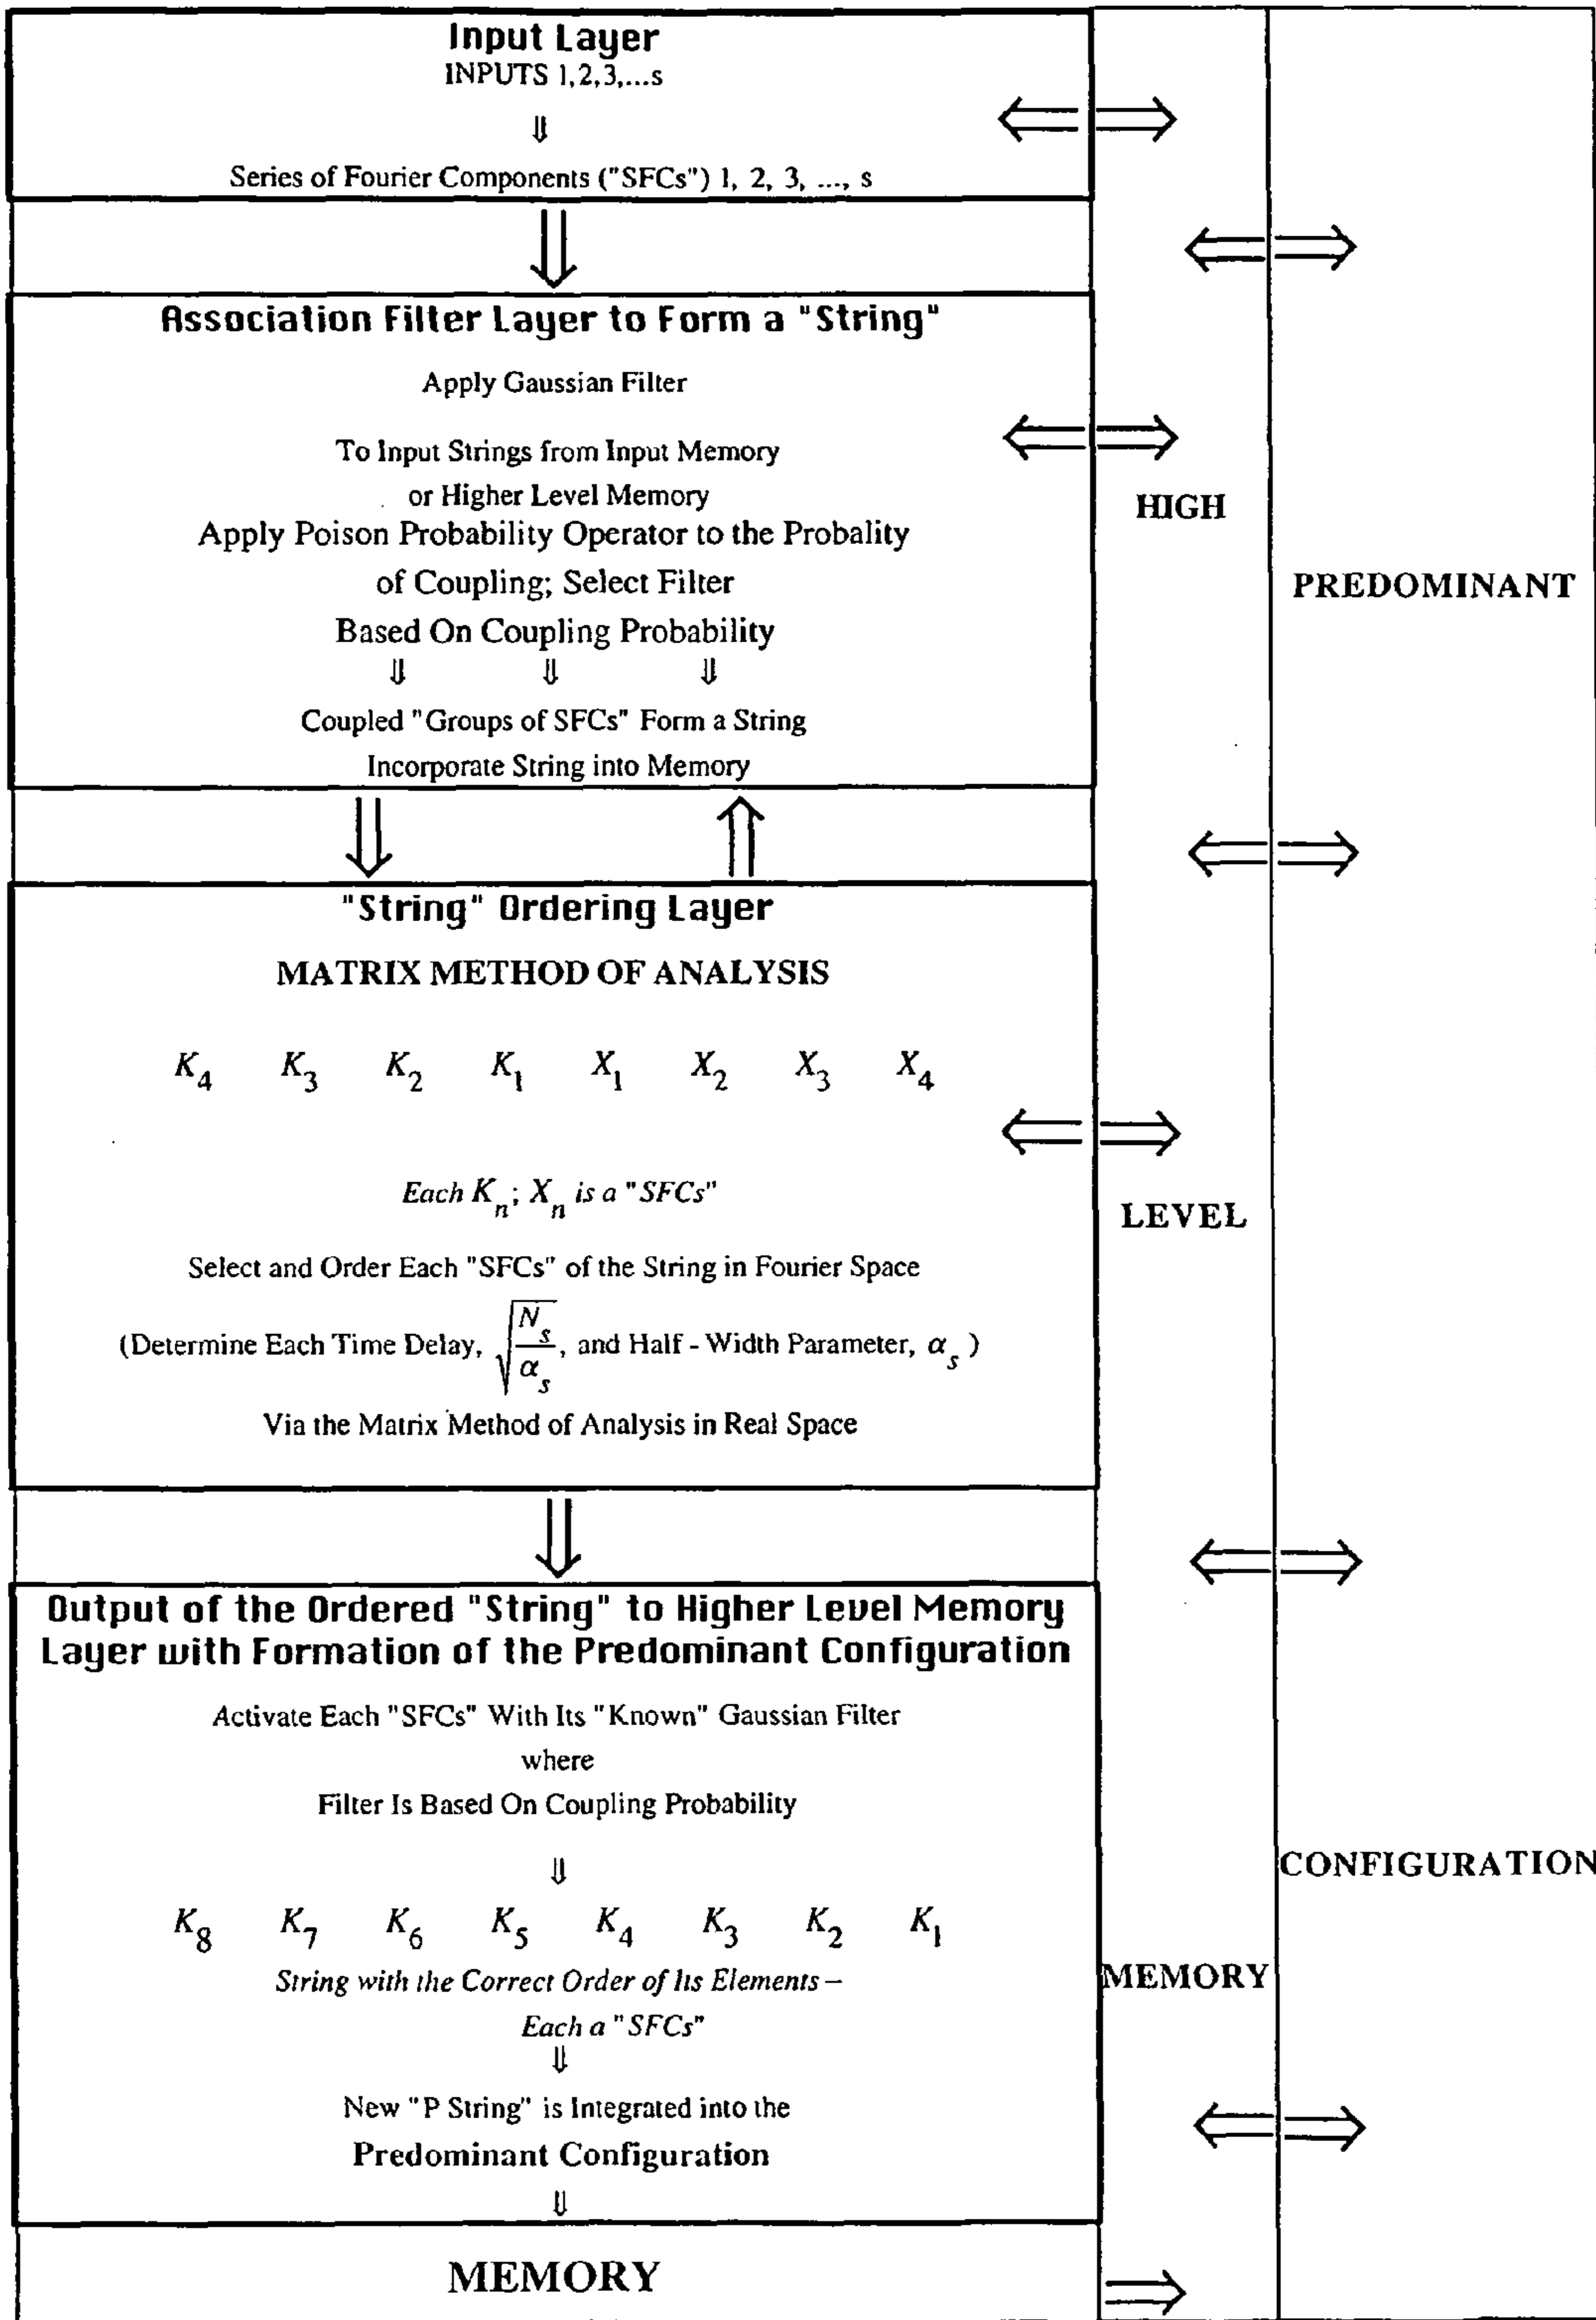 Input Layer
INPUTS 1,2,3,...s
⇓
Series of Fourier Components ("SFCs") 1, 2, 3, ..., s
Association Filter Layer to Form a "String"
Apply Gaussian Filter
To Input Strings from Input Memory
or Higher Level Memory
Apply Poison Probability Operator to the Probality
of Coupling; Select Filter
Based On Coupling Probability
⇓ ⇓ ⇓
Coupled "Groups of SFCs" Form a String
Incorporate String into Memory
"String" Ordering Layer
MATRIX METHOD OF ANALYSIS
K₄ K₃ K₂ K₁ X₁ X₂ X₃ X₄
Each Kₙ; Xₙ is a "SFCs"
Select and Order Each "SFCs" of the String in Fourier Space
(Determine Each Time Delay, √(N_s/α_s), and Half - Width Parameter, α_s )
Via the Matrix Method of Analysis in Real Space
Output of the Ordered "String" to Higher Level Memory
Layer with Formation of the Predominant Configuration
Activate Each "SFCs" With Its "Known" Gaussian Filter
where
Filter Is Based On Coupling Probability
⇓
K₈ K₇ K₆ K₅ K₄ K₃ K₂ K₁
String with the Correct Order of Its Elements –
Each a "SFCs"
⇓
New "P String" is Integrated into the
Predominant Configuration
⇓
MEMORY
HIGH
LEVEL
MEMORY
PREDOMINANT
CONFIGURATION